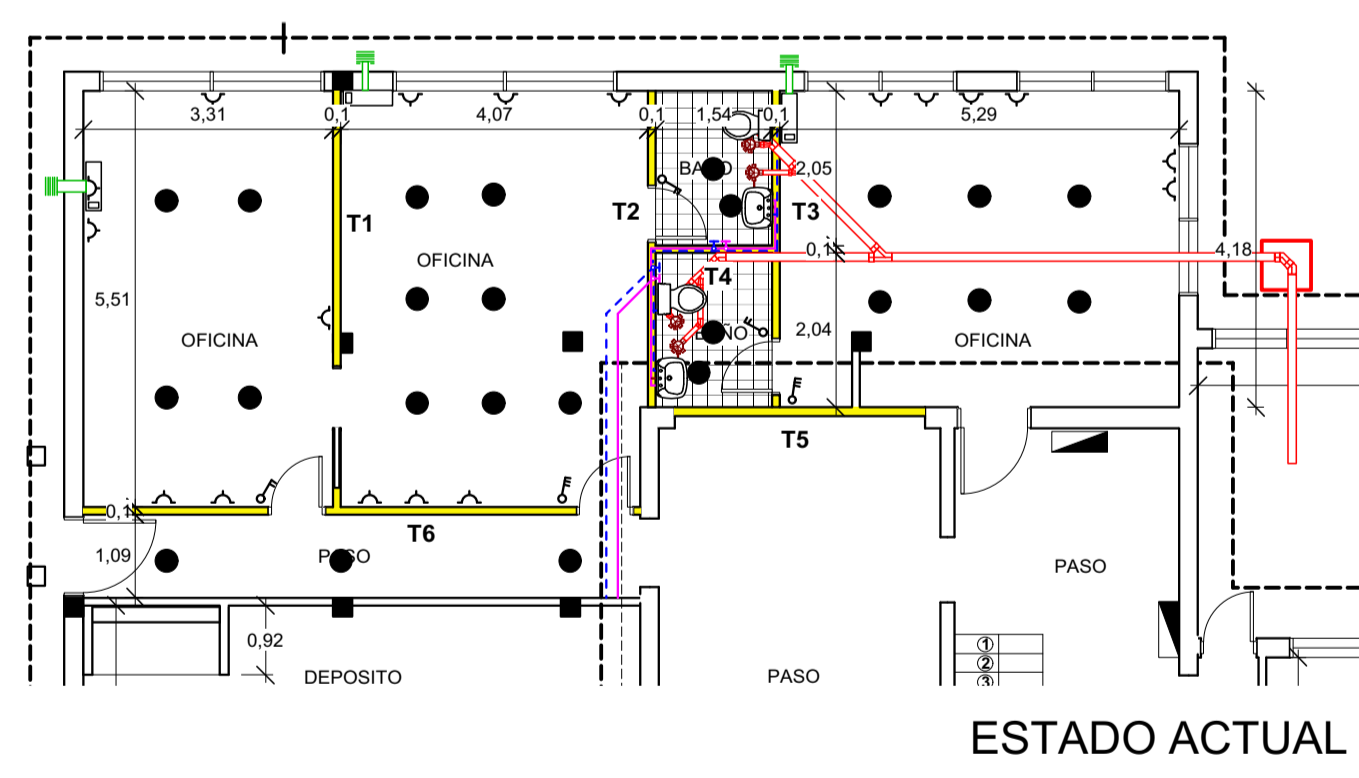 3,31
0,1
4,07
0,1
1,54
0,1
5,29
BAÑO
2,05
T1
T2
T3
0,1
4,18
OFICINA
T4
5,51
OFICINA
BAÑO
2,04
OFICINA
T5
0,1
T6
1,09
PASO
PASO
0,92
DEPOSITO
PASO
1
2
3
ESTADO ACTUAL